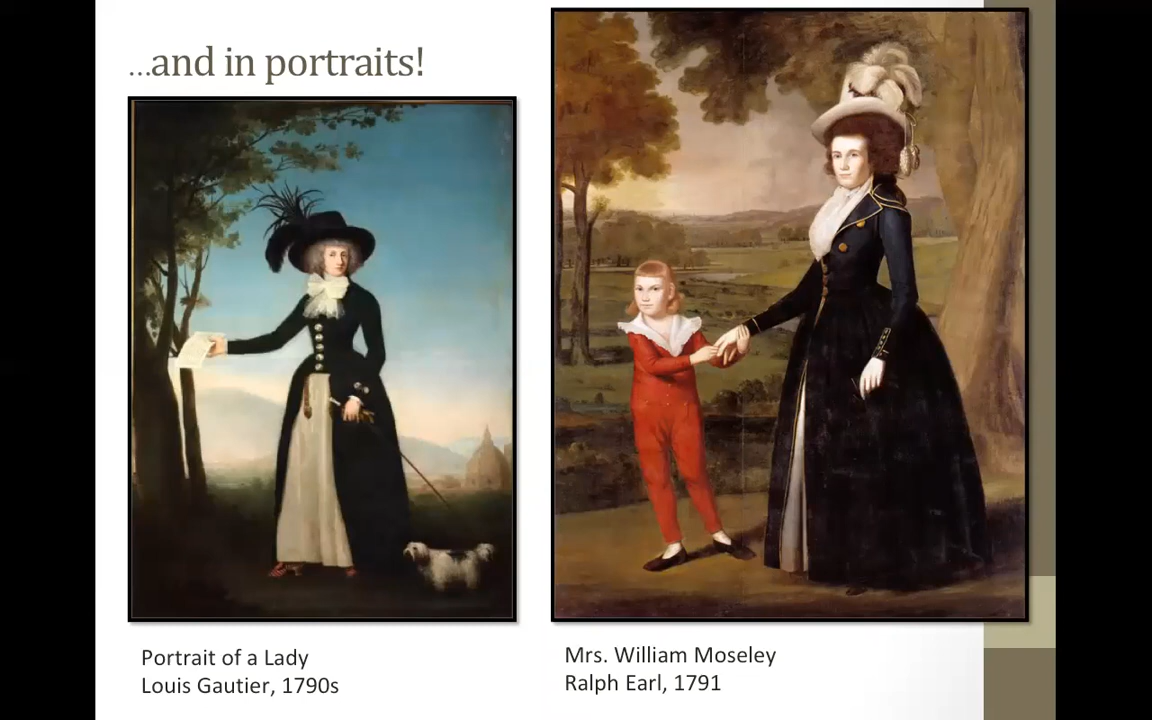 ...and in portraits!
Portrait of a Lady
Louis Gautier, 1790s
Mrs. William Moseley
Ralph Earl, 1791